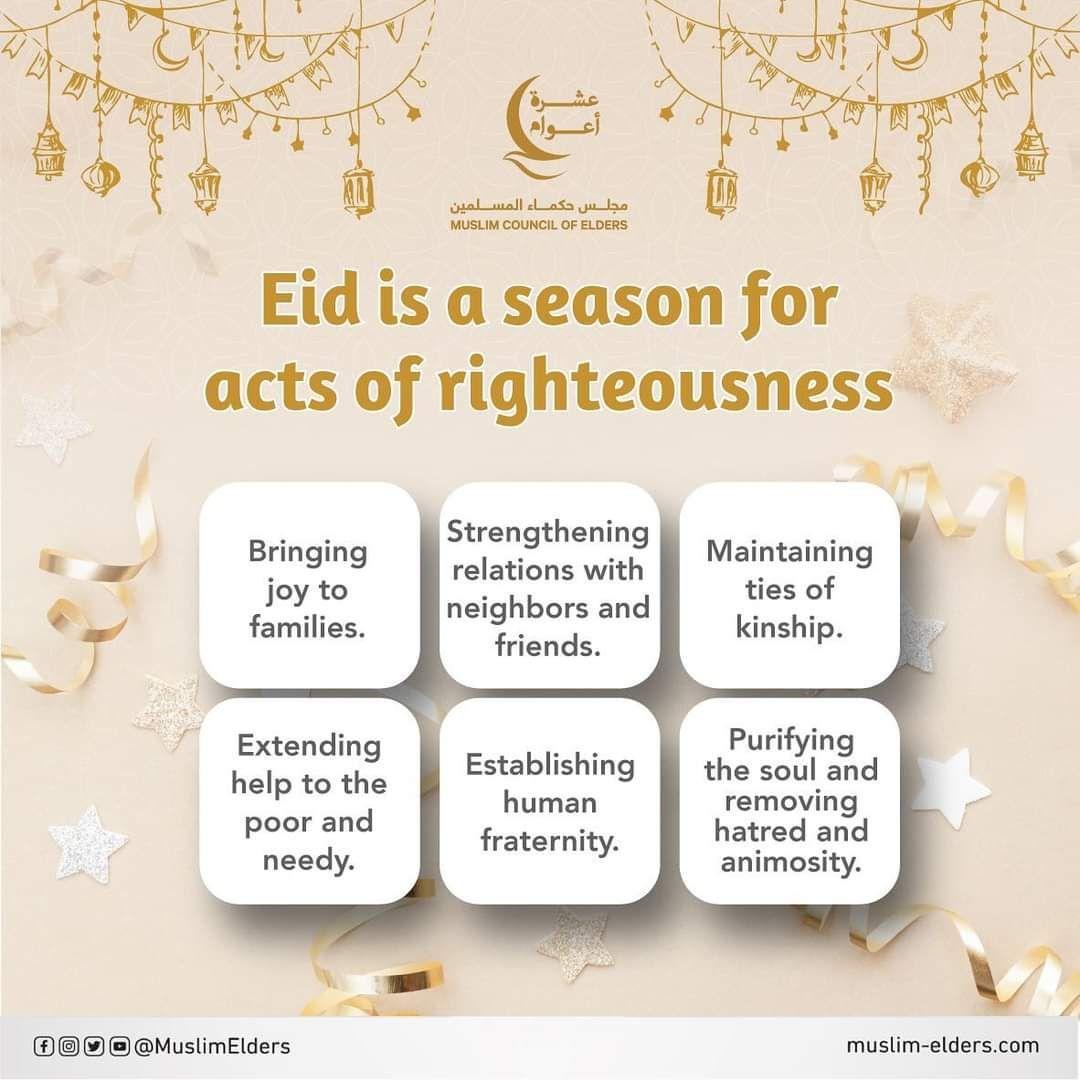 عشرة
أعوام
مجلس حكماء المسلمين
MUSLIM COUNCIL OF ELDERS
Eid is a season for
acts of righteousness
Bringing
joy to
families.
Strengthening
relations with
neighbors and
friends.
Maintaining
ties of
kinship.
Extending
help to the
poor and
needy.
Establishing
human
fraternity.
Purifying
the soul and
removing
hatred and
animosity.
@MuslimElders
muslim-elders.com